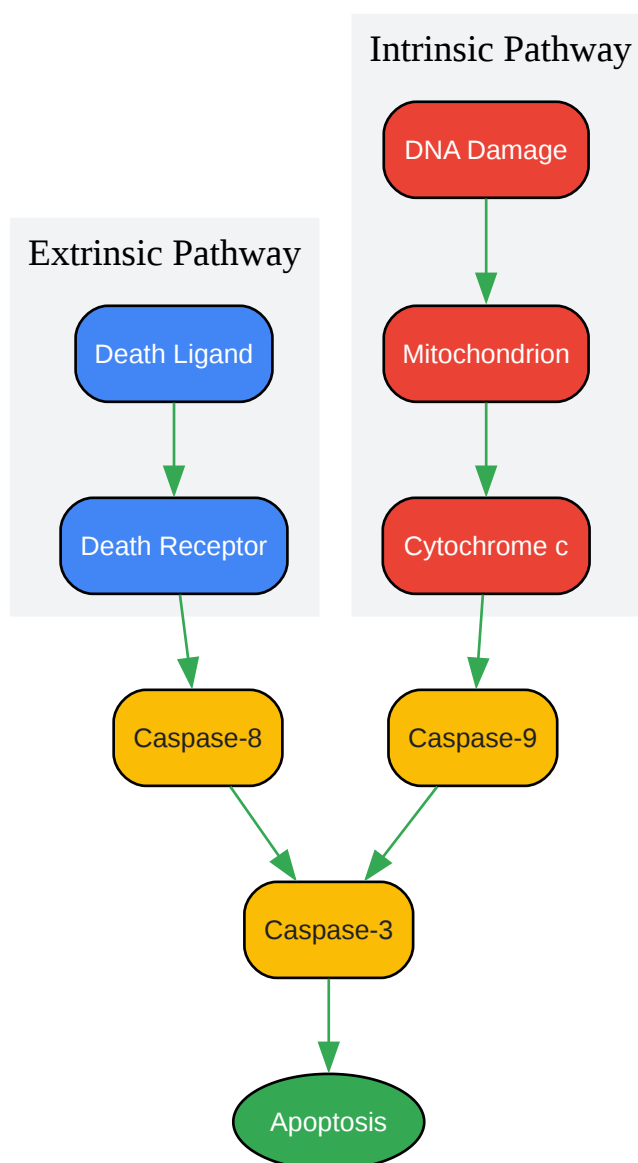 Intrinsic Pathway
DNA Damage
Extrinsic Pathway
Death Ligand
Mitochondrion
Death Receptor
Cytochrome c
Caspase-8
Caspase-9
Caspase-3
Apoptosis